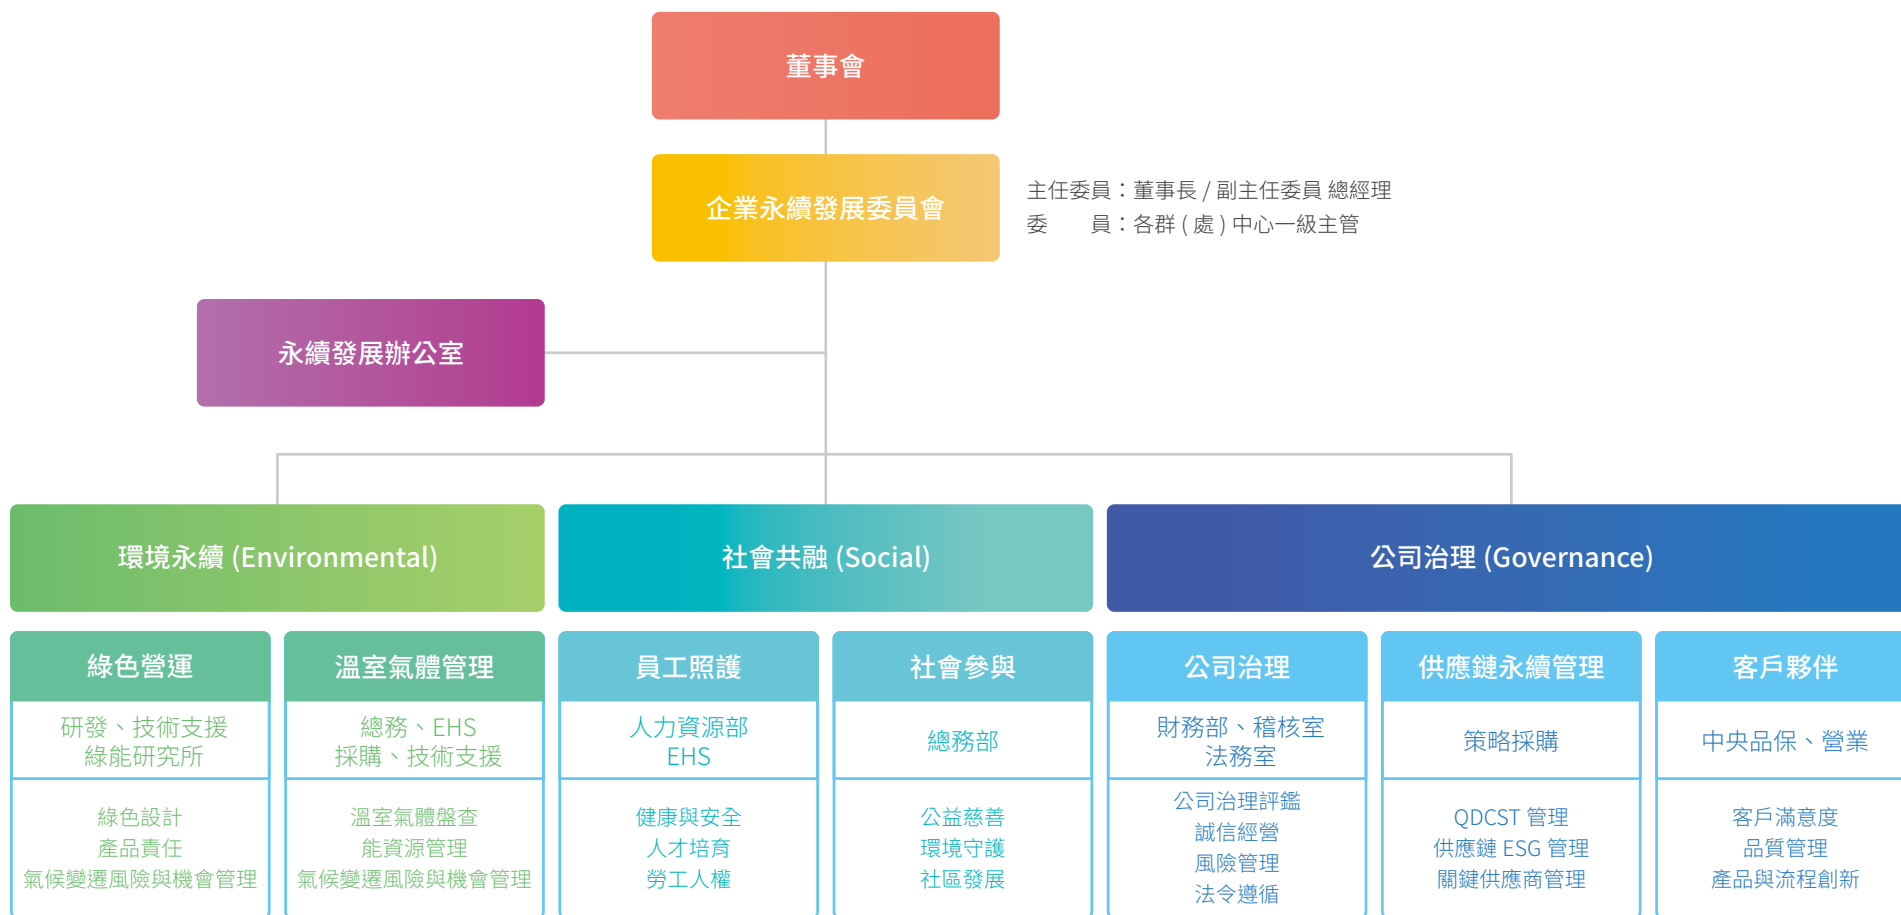 董事會
企業永續發展委員會
主任委員：董事長 / 副主任委員 總經理
委　　員：各群 ( 處 ) 中心一級主管
永續發展辦公室
環境永續 (Environmental)
社會共融 (Social)
公司治理 (Governance)
綠色營運
研發、技術支援
綠能研究所
綠色設計
產品責任
氣候變遷風險與機會管理
溫室氣體管理
總務、EHS
採購、技術支援
溫室氣體盤查
能資源管理
氣候變遷風險與機會管理
員工照護
人力資源部
EHS
健康與安全
人才培育
勞工人權
社會參與
總務部
公益慈善
環境守護
社區發展
公司治理
財務部、稽核室
法務室
公司治理評鑑
誠信經營
風險管理
法令遵循
供應鏈永續管理
策略採購
QDCST 管理
供應鏈 ESG 管理
關鍵供應商管理
客戶夥伴
中央品保、營業
客戶滿意度
品質管理
產品與流程創新